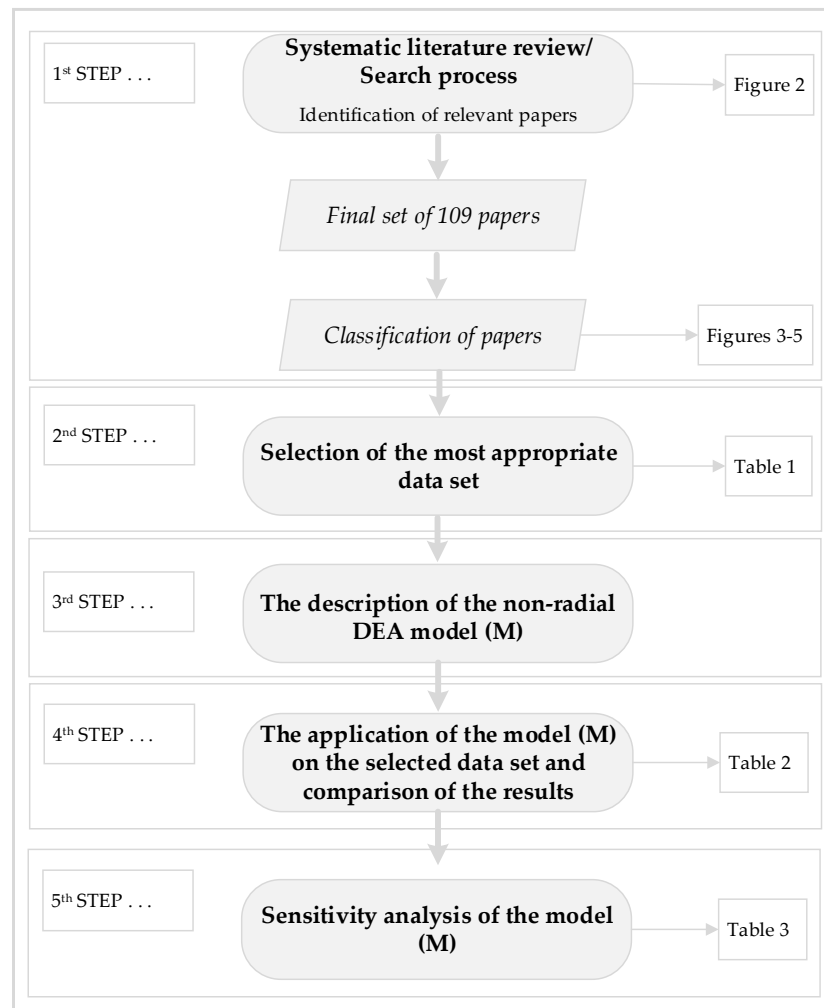 1st STEP . . .
Systematic literature review/
Search process
Identification of relevant papers
Figure 2
Final set of 109 papers
Classification of papers
Figures 3-5
2nd STEP . . .
Selection of the most appropriate
data set
Table 1
3rd STEP . . .
The description of the non-radial
DEA model (M)
4th STEP . . .
The application of the model (M)
on the selected data set and
comparison of the results
Table 2
5th STEP . . .
Sensitivity analysis of the model
(M)
Table 3